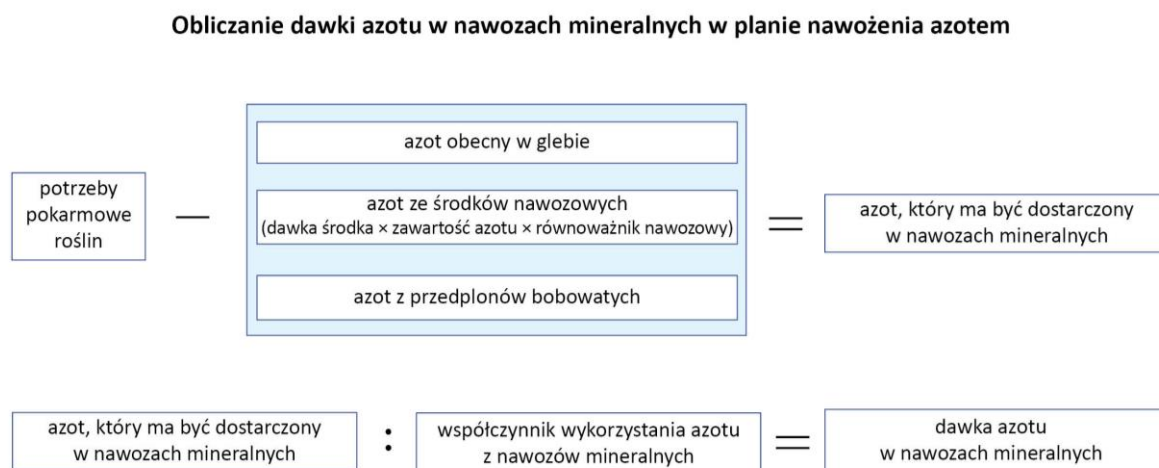 Obliczanie dawki azotu w nawozach mineralnych w planie nawożenia azotem
potrzeby
pokarmowe
roślin
—
azot obecny w glebie
azot ze środków nawozowych
(dawka środka × zawartość azotu × równoważnik nawozowy)
azot z przedplonów bobowatych
=
azot, który ma być dostarczony
w nawozach mineralnych
azot, który ma być dostarczony
w nawozach mineralnych
:
współczynnik wykorzystania azotu
z nawozów mineralnych
=
dawka azotu
w nawozach mineralnych